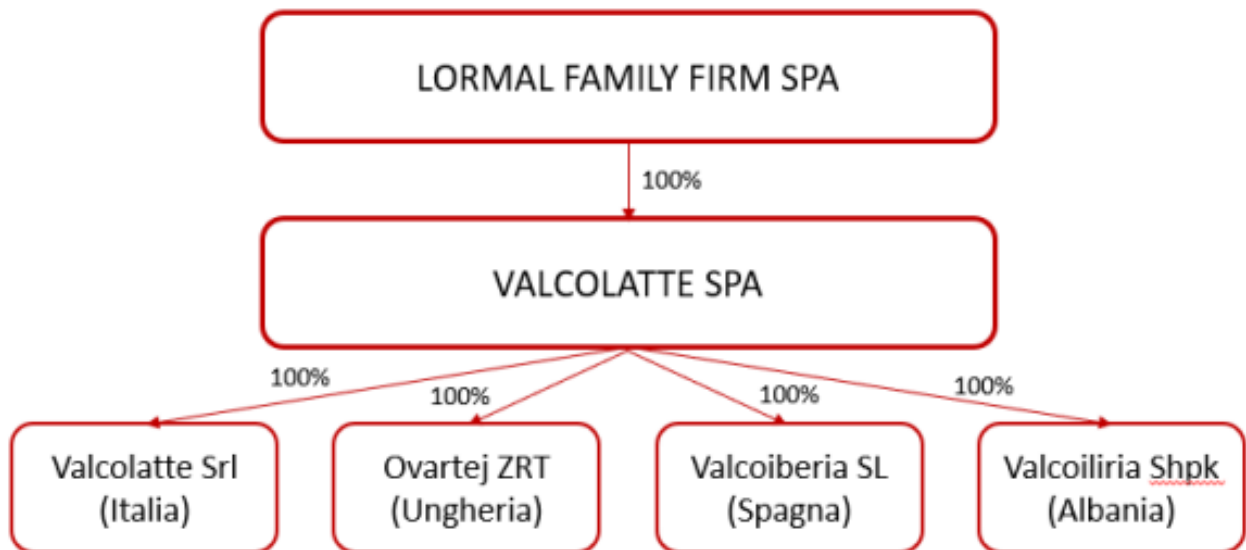 LORMAL FAMILY FIRM SPA
100%
VALCOLATTE SPA
100%
100%
100%
100%
Valcolatte Srl
(Italia)
Ovartej ZRT
(Ungheria)
Valcoiberia SL
(Spagna)
Valcoiliria Shpk
(Albania)